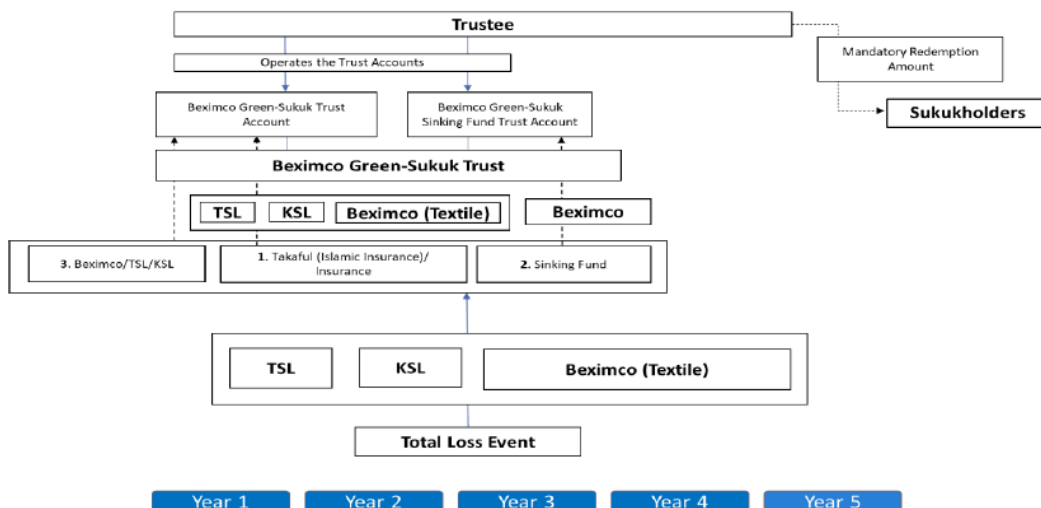 Trustee
Operates the Trust Accounts
Mandatory Redemption
Amount
Beximco Green-Sukuk Trust
Account
Beximco Green-Sukuk
Sinking Fund Trust Account
Sukukholders
Beximco Green-Sukuk Trust
TSL
KSL
Beximco (Textile)
Beximco
3. Beximco/TSL/KSL
1. Takaful (Islamic Insurance)/
Insurance
2. Sinking Fund
TSL
KSL
Beximco (Textile)
Total Loss Event
Year 1
Year 2
Year 3
Year 4
Year 5